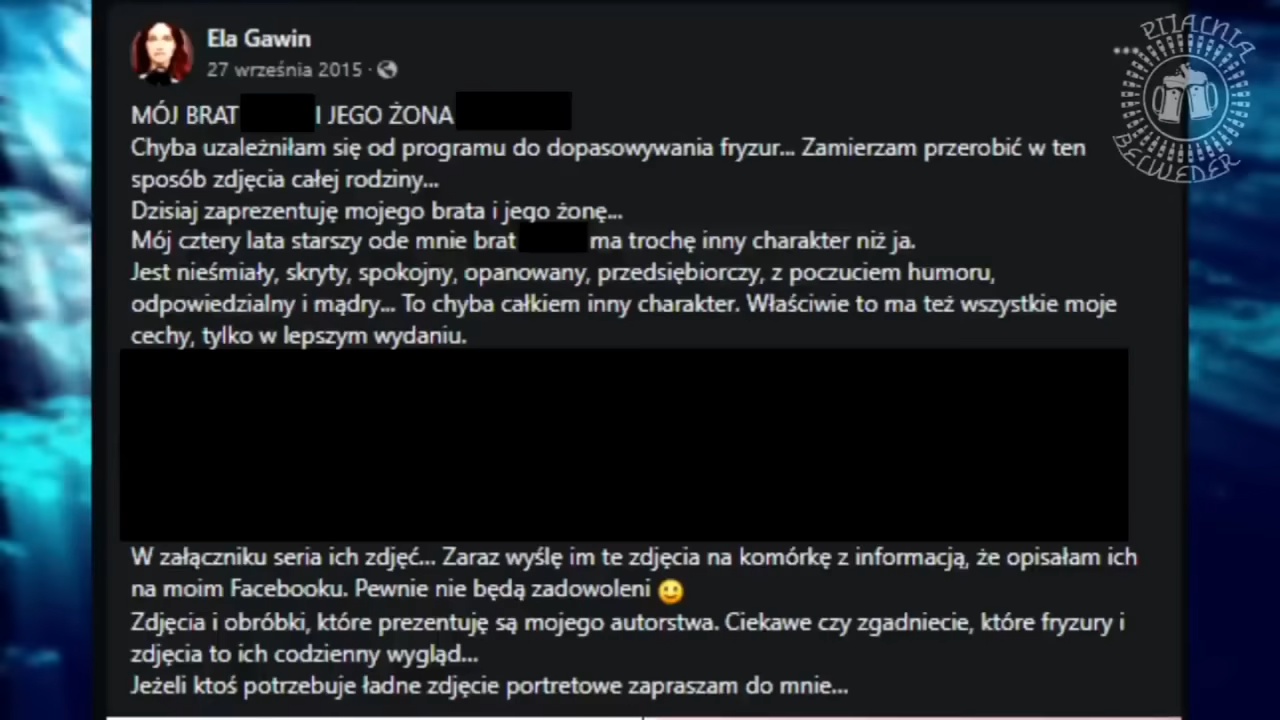 Ela Gawin
27 września 2015
PIJALNIA
BELWEDER
MÓJ BRAT I JEGO ŻONA
Chyba uzależniłam się od programu do dopasowywania fryzur... Zamierzam przerobić w ten
sposób zdjęcia całej rodziny...
Dzisiaj zaprezentuję mojego brata i jego żonę...
Mój cztery lata starszy ode mnie brat ma trochę inny charakter niż ja.
Jest nieśmiały, skryty, spokojny, opanowany, przedsiębiorczy, z poczuciem humoru,
odpowiedzialny i mądry... To chyba całkiem inny charakter. Właściwie to ma też wszystkie moje
cechy, tylko w lepszym wydaniu.
W załączniku seria ich zdjęć... Zaraz wyślę im te zdjęcia na komórkę z informacją, że opisałam ich
na moim Facebooku. Pewnie nie będą zadowoleni 🙂
Zdjęcia i obróbki, które prezentuję są mojego autorstwa. Ciekawe czy zgadniecie, które fryzury i
zdjęcia to ich codzienny wygląd...
Jeżeli ktoś potrzebuje ładne zdjęcie portretowe zapraszam do mnie...